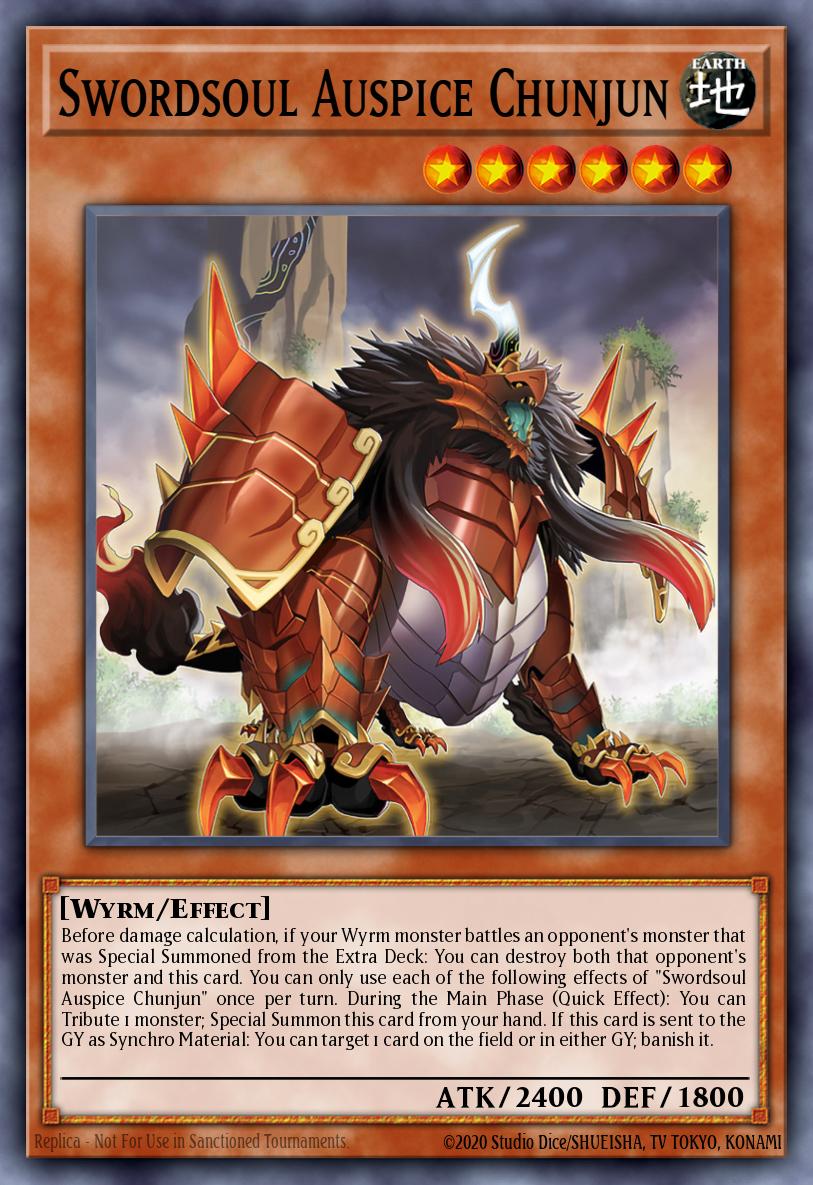 Swordsoul Auspice Chunjun
EARTH
地
[Wyrm/Effect]
Before damage calculation, if your Wyrm monster battles an opponent's monster that
was Special Summoned from the Extra Deck: You can destroy both that opponent's
monster and this card. You can only use each of the following effects of "Swordsoul
Auspice Chunjun" once per turn. During the Main Phase (Quick Effect): You can
Tribute 1 monster; Special Summon this card from your hand. If this card is sent to the
GY as Synchro Material: You can target 1 card on the field or in either GY; banish it.
ATK/2400 DEF/1800
Replica - Not For Use in Sanctioned Tournaments.
©2020 Studio Dice/SHUEISHA, TV TOKYO, KONAMI